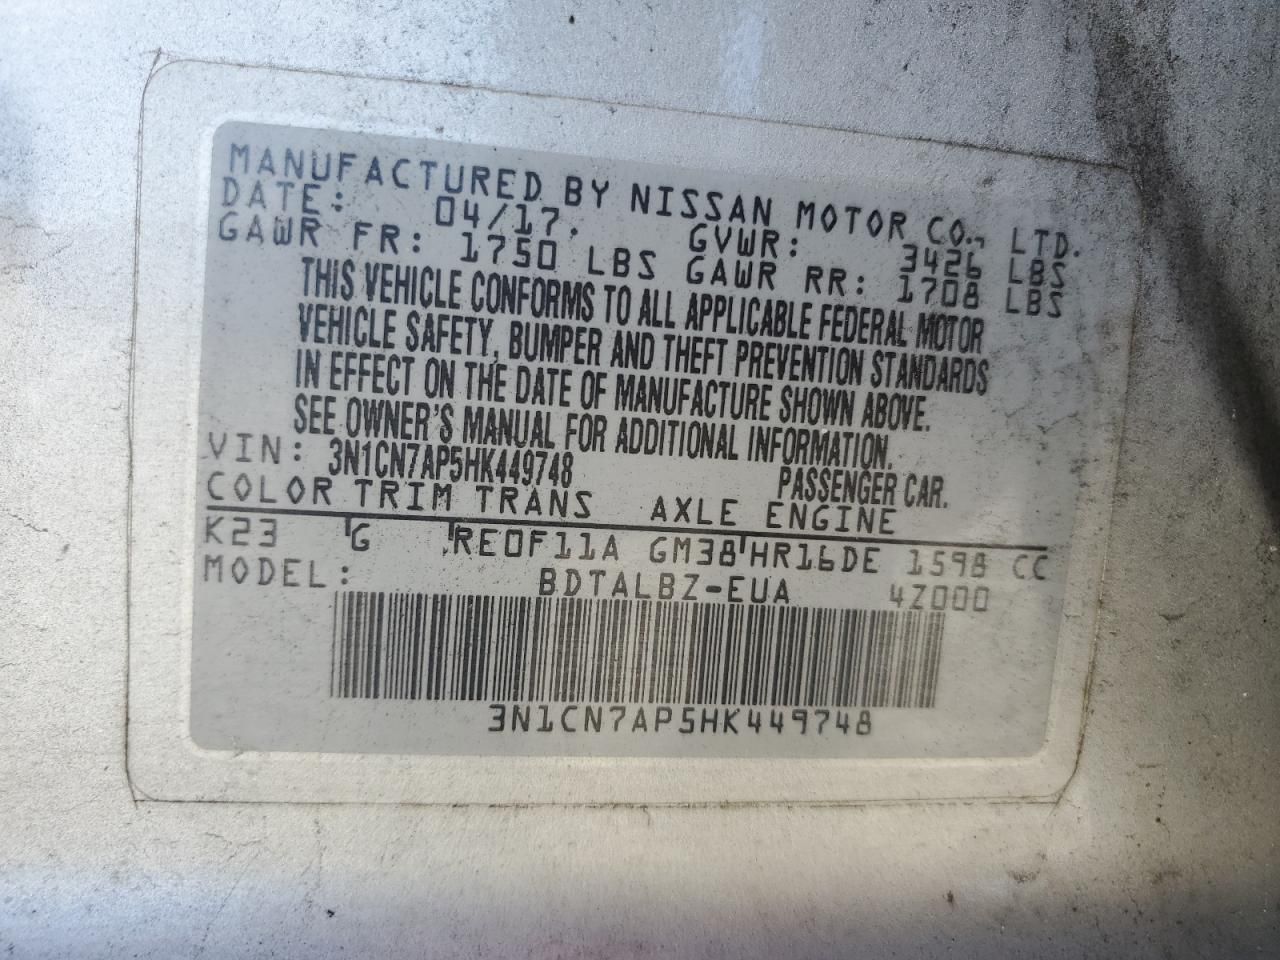 MANUFACTURED BY NISSAN MOTOR CO., LTD.
DATE: 04/17. GVWR: 3426 LBS
GAWR FR: 1750 LBS GAWR RR: 1708 LBS
THIS VEHICLE CONFORMS TO ALL APPLICABLE FEDERAL MOTOR
VEHICLE SAFETY, BUMPER AND THEFT PREVENTION STANDARDS
IN EFFECT ON THE DATE OF MANUFACTURE SHOWN ABOVE.
SEE OWNER'S MANUAL FOR ADDITIONAL INFORMATION.
VIN: 3N1CN7AP5HK449748 PASSENGER CAR.
COLOR TRIM TRANS AXLE ENGINE
K23 G RE0F11A GM38 HR16DE 1598 CC
MODEL: BDTALBZ-EUA 4Z000
3N1CN7AP5HK449748